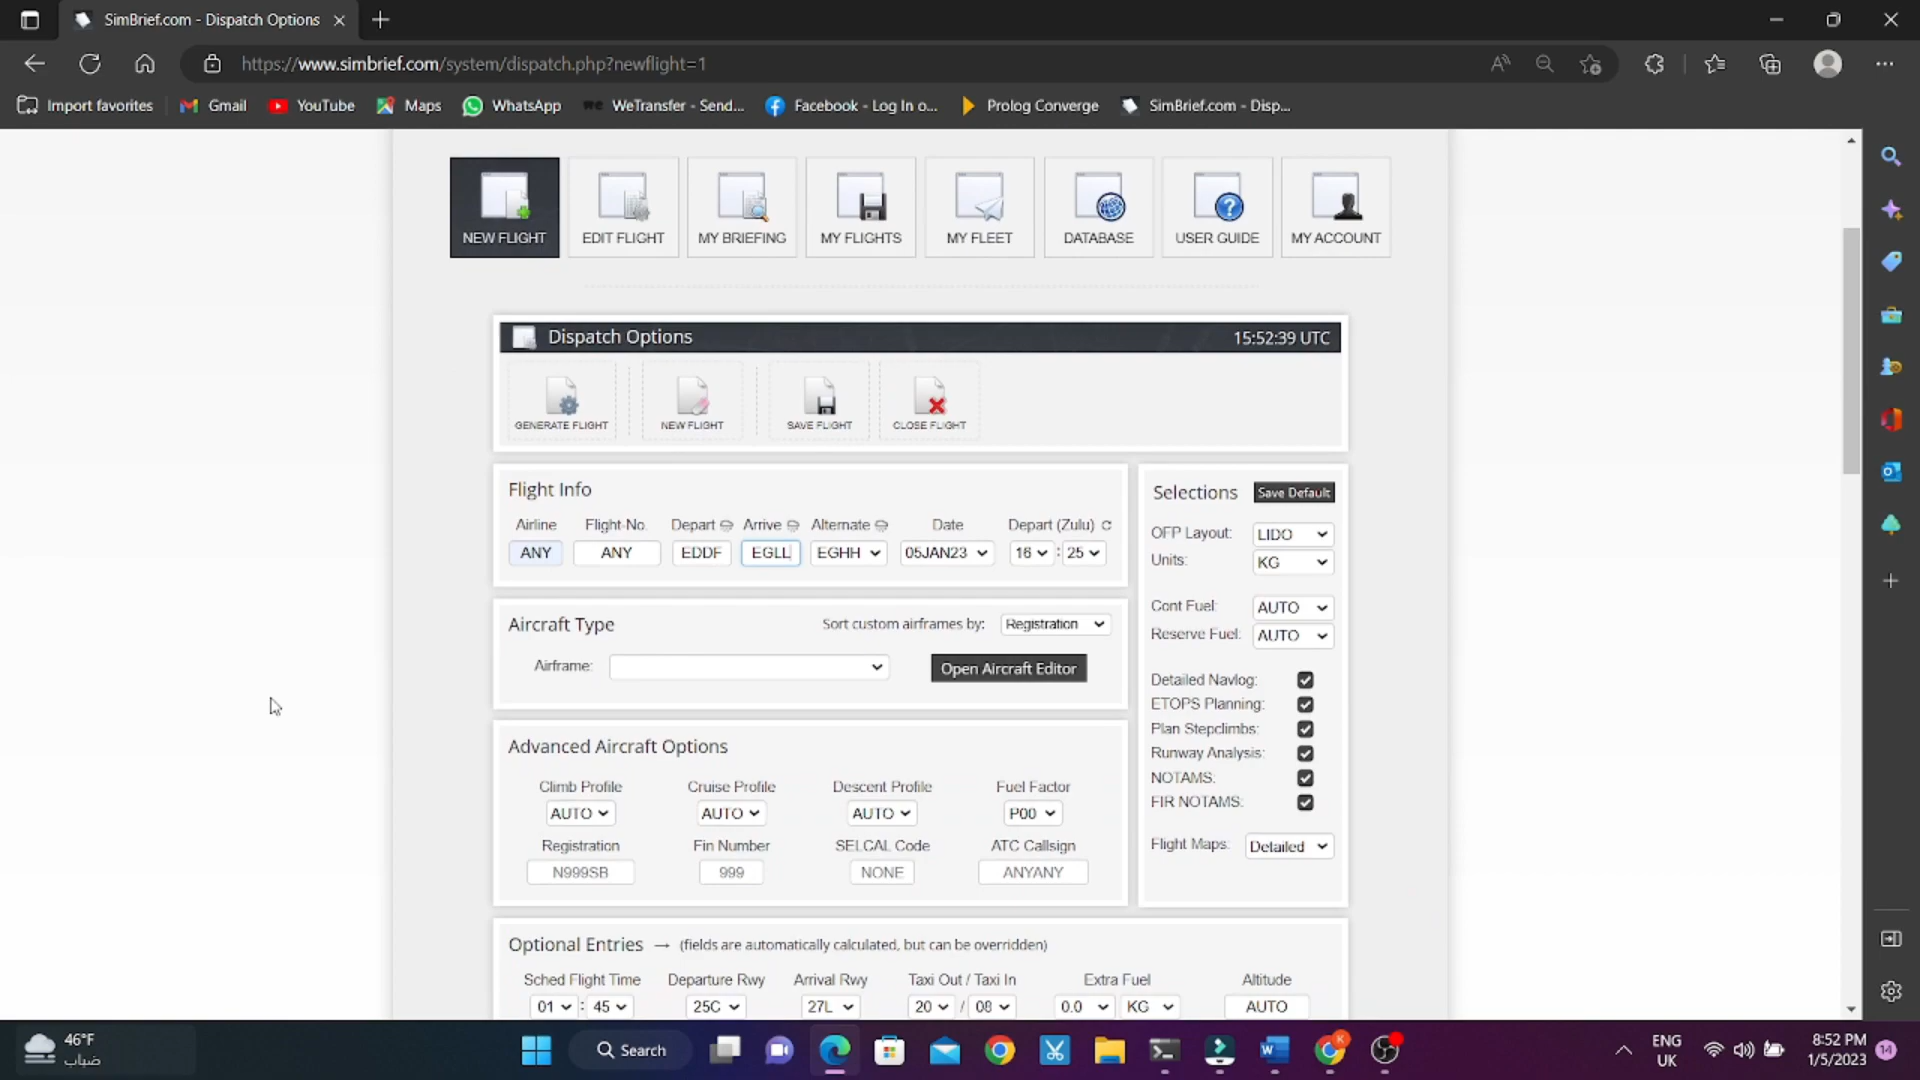 SimBrief.com - Dispatch Options
https://www.simbrief.com/system/dispatch.php?newflight=1
Import favorites Gmail YouTube Maps WhatsApp we WeTransfer - Send... Facebook - Log In o... Prolog Converge SimBrief.com - Disp...
NEW FLIGHT EDIT FLIGHT MY BRIEFING MY FLIGHTS MY FLEET DATABASE USER GUIDE MY ACCOUNT
Dispatch Options 15:52:39 UTC
GENERATE FLIGHT NEW FLIGHT SAVE FLIGHT CLOSE FLIGHT
Flight Info
Airline Flight-No. Depart Arrive Alternate Date Depart (Zulu)
ANY ANY EDDF EGLL EGHH 05JAN23 16 : 25
Selections Save Default
OFP Layout: LIDO
Units: KG
Cont Fuel: AUTO
Reserve Fuel: AUTO
Detailed Navlog:
ETOPS Planning:
Plan Stepclimbs:
Runway Analysis:
NOTAMS:
FIR NOTAMS:
Flight Maps: Detailed
Aircraft Type Sort custom airframes by: Registration
Airframe: Open Aircraft Editor
Advanced Aircraft Options
Climb Profile Cruise Profile Descent Profile Fuel Factor
AUTO AUTO AUTO P00
Registration Fin Number SELCAL Code ATC Callsign
N999SB 999 NONE ANYANY
Optional Entries → (fields are automatically calculated, but can be overridden)
Sched Flight Time Departure Rwy Arrival Rwy Taxi Out / Taxi In Extra Fuel Altitude
01 : 45 25C 27L 20 / 08 0.0 KG AUTO
46°F
ضباب
Search
ENG
UK
8:52 PM
1/5/2023
14